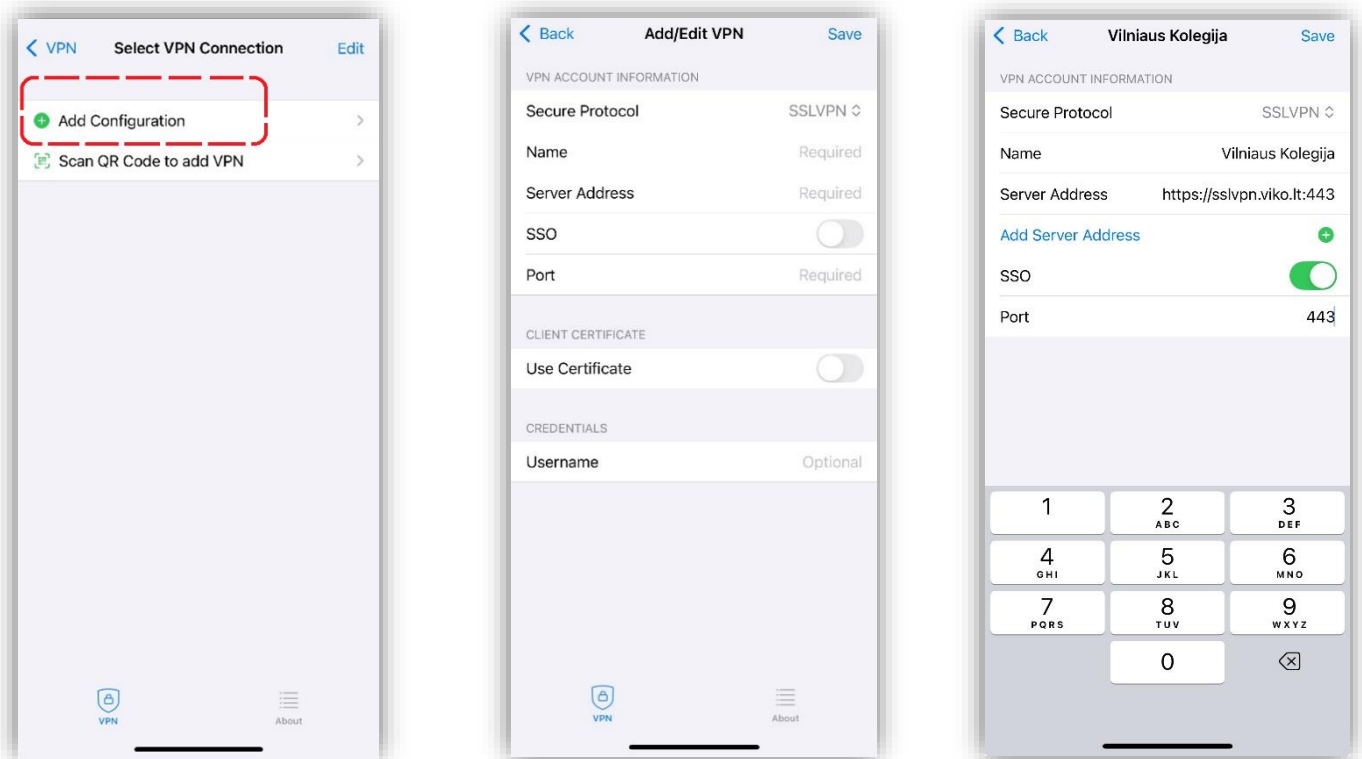 VPN Select VPN Connection Edit
Add Configuration
Scan QR Code to add VPN
VPN About
Back Add/Edit VPN Save
VPN ACCOUNT INFORMATION
Secure Protocol SSLVPN
Name Required
Server Address Required
SSO
Port Required
CLIENT CERTIFICATE
Use Certificate
CREDENTIALS
Username Optional
VPN About
Back Vilniaus Kolegija Save
VPN ACCOUNT INFORMATION
Secure Protocol SSLVPN
Name Vilniaus Kolegija
Server Address https://sslvpn.viko.lt:443
Add Server Address
SSO
Port 443
1 2 3
ABC DEF
4 5 6
GHI JKL MNO
7 8 9
PQRS TUV WXYZ
0